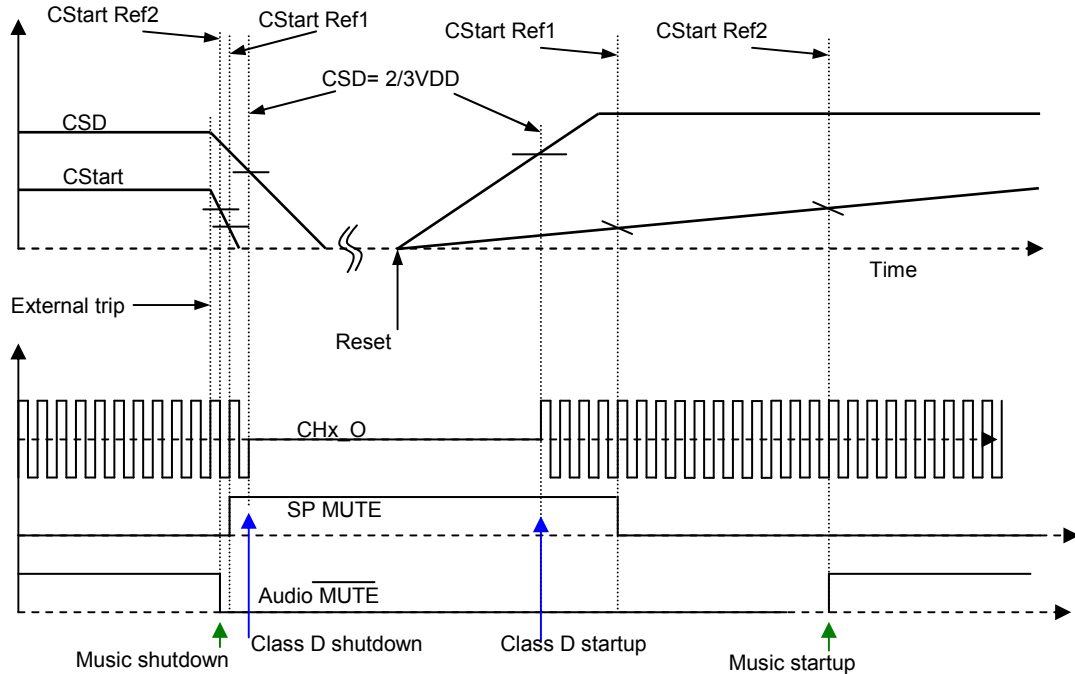 CStart Ref2
CStart Ref1
CStart Ref1
CStart Ref2
CSD= 2/3VDD
CSD
CStart
Time
External trip
Reset
CHx_O
SP MUTE
Audio MUTE
Class D shutdown
Class D startup
Music shutdown
Music startup